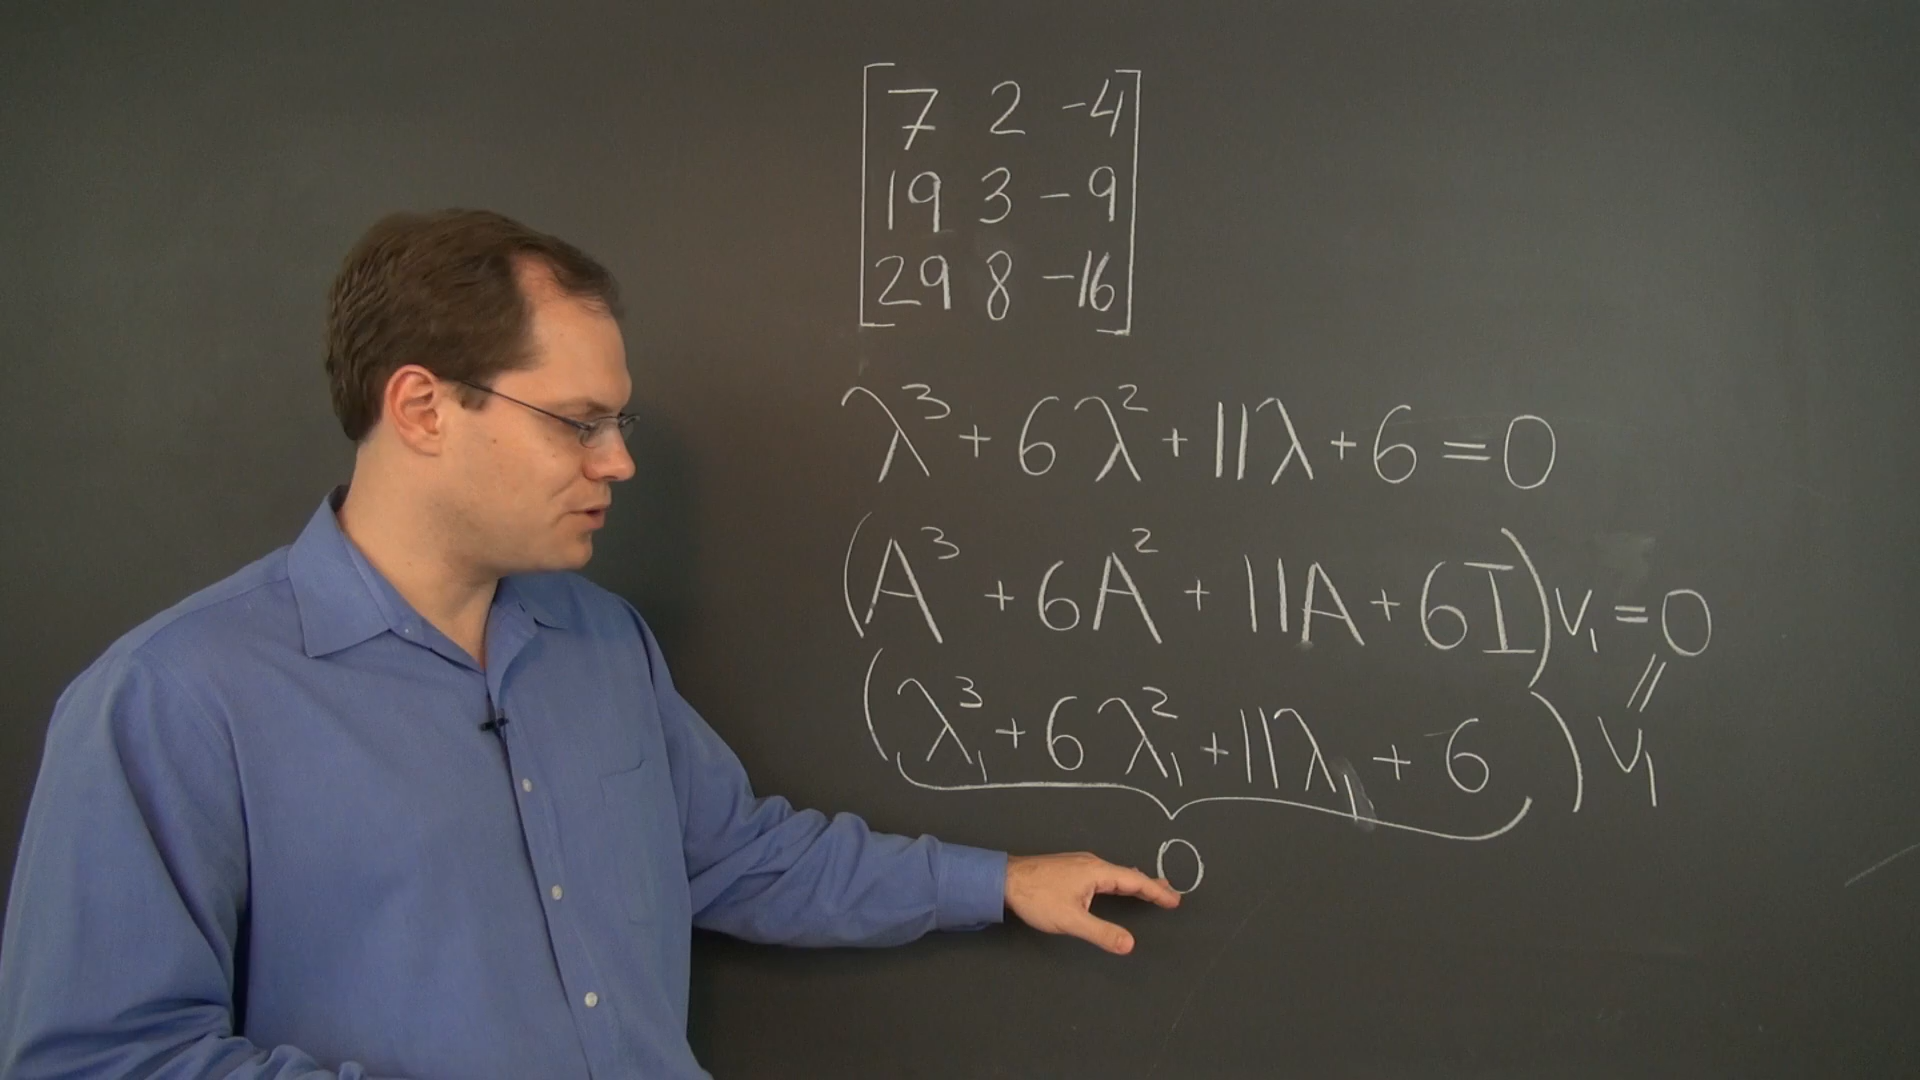 7 2 -4
19 3 -9
29 8 -16
λ³ + 6λ² + 11λ + 6 = 0
(A³ + 6A² + 11A + 6I)v₁ = 0
(λ₁³ + 6λ₁² + 11λ₁ + 6)v₁
0